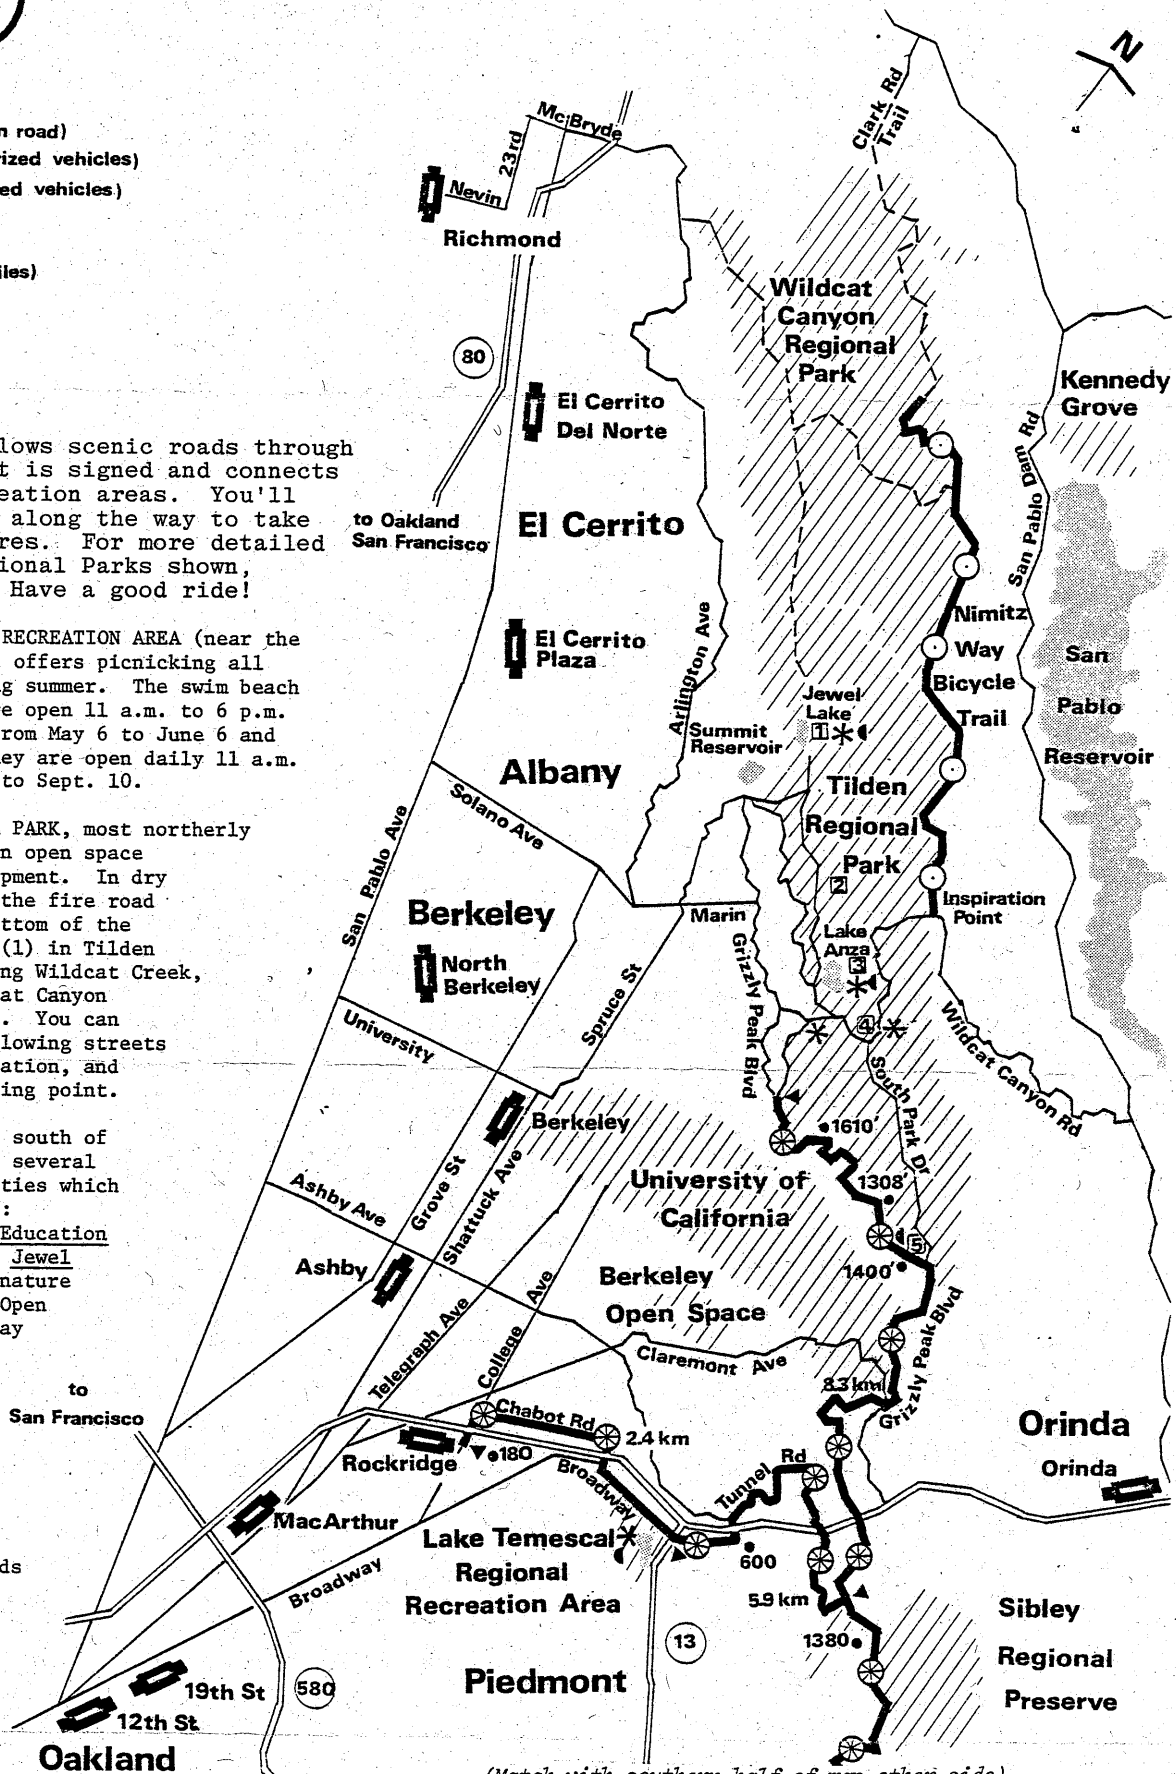 N
n road)
ized vehicles)
ed vehicles)
iles)
lows scenic roads through
t is signed and connects
eation areas. You'll
along the way to take
res. For more detailed
ional Parks shown,
Have a good ride!
RECREATION AREA (near the
offers picnicking all
g summer. The swim beach
e open 11 a.m. to 6 p.m.
rom May 6 to June 6 and
ey are open daily 11 a.m.
to Sept. 10.
PARK, most northerly
n open space
pment. In dry
the fire road
ttom of the
(1) in Tilden
ng Wildcat Creek,
at Canyon
. You can
lowing streets
ation, and
ing point.
south of
several
ties which
:
Education
Jewel
nature
Open
ay
ds
McBryde
23rd
Nevin
Richmond
Clark Rd
Trail
Wildcat
Canyon
Regional
Park
80
Kennedy
Grove
El Cerrito
Del Norte
San Pablo Dam Rd
to Oakland
San Francisco
El Cerrito
El Cerrito
Plaza
Arlington Ave
Nimitz
Way
Bicycle
Trail
San
Pablo
Reservoir
Jewel
Lake
1
Summit
Reservoir
Albany
Solano Ave
San Pablo Ave
Tilden
Regional
Park
2
Inspiration
Point
Berkeley
Marin
Lake
Anza
3
North
Berkeley
Grizzly Peak Blvd
Spruce St
University
4
Wildcat Canyon Rd
South Park Dr
Berkeley
1610'
University of
California
1308'
Ashby Ave
Grove St
Shattuck Ave
5
Ashby
1400'
Berkeley
Open Space
Telegraph Ave
College Ave
Claremont Ave
Grizzly Peak Blvd
8.3 km
to
San Francisco
Chabot Rd
2.4 km
Orinda
Orinda
Rockridge
180
Broadway
Tunnel Rd
MacArthur
Lake Temescal
Regional
Recreation Area
600
5.9 km
Broadway
1380
Sibley
Regional
Preserve
13
Piedmont
580
19th St
12th St
Oakland
(Match with southern half of map other side)